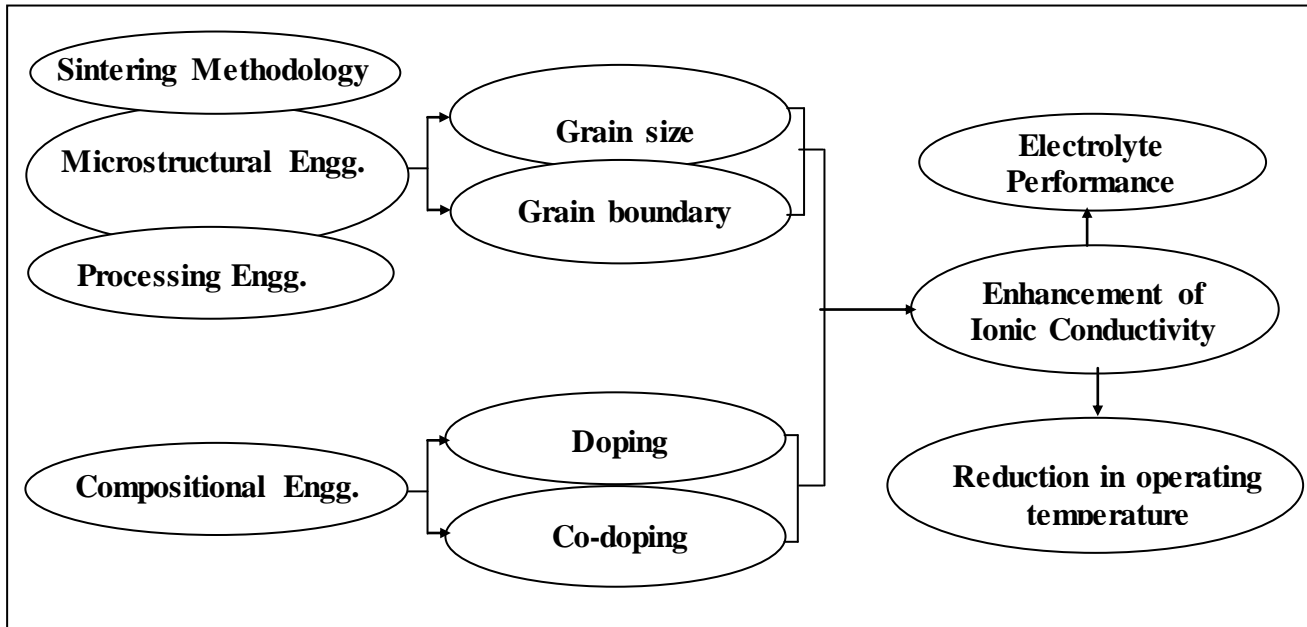 Sintering Methodology
Microstructural Engg.
Processing Engg.
Compositional Engg.
Grain size
Grain boundary
Doping
Co-doping
Electrolyte
Performance
Enhancement of
Ionic Conductivity
Reduction in operating
temperature